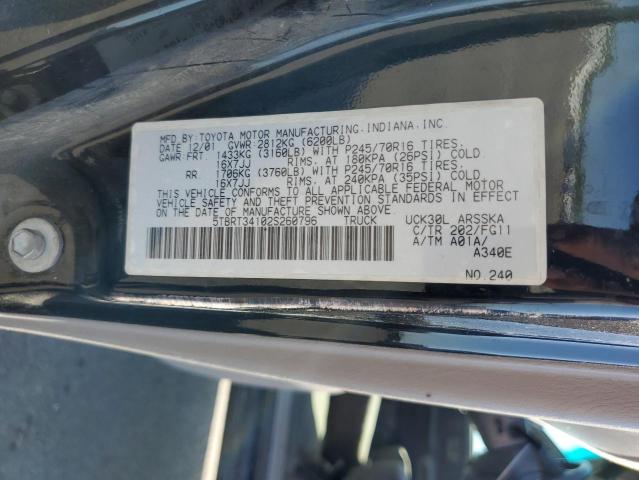 MFD.BY:TOYOTA MOTOR MANUFACTURING.INDIANA.INC.
DATE 12/01 GVWR:2812KG (6200LB)
GAWR:FRT. 1433KG (3160LB) WITH P245/70R16 TIRES.
16X7JJ RIMS. AT 180KPA (26PSI) COLD
RR. 1706KG (3760LB) WITH P245/70R16 TIRES.
16X7JJ RIMS. AT 240KPA (35PSI) COLD
THIS VEHICLE CONFORMS TO ALL APPLICABLE FEDERAL MOTOR
VEHICLE SAFETY, BUMPER, AND THEFT PREVENTION STANDARDS IN EFFECT
ON THE DATE OF MANUFACTURE SHOWN ABOVE.
5TBRT34102S260796 TRUCK UCK30L ARSSKA
C/TR 202/FG11
A/TM A01A/
A340E
NO.240